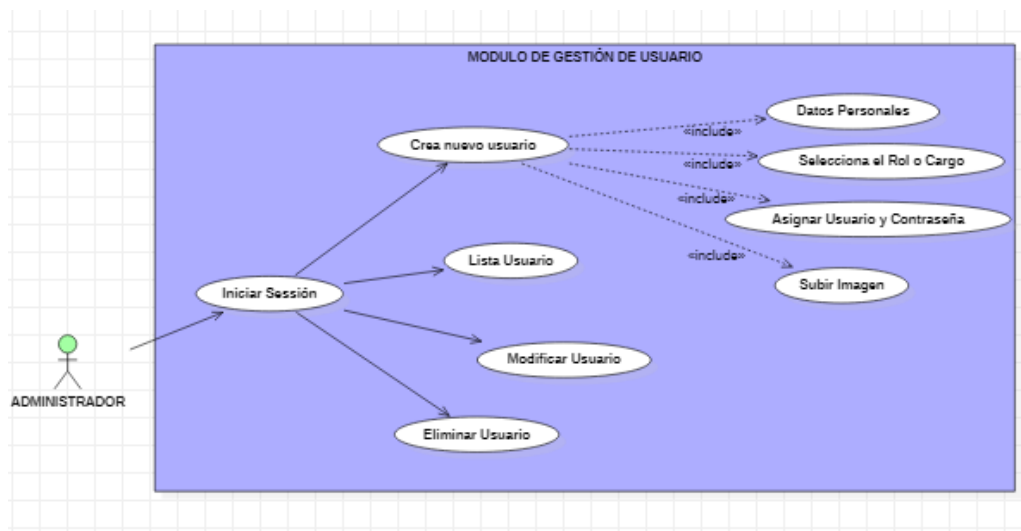 MODULO DE GESTIÓN DE USUARIO
Datos Personales
«include»
Crea nuevo usuario
Selecciona el Rol o Cargo
«include»
«include»
Asignar Usuario y Contraseña
«include»
Lista Usuario
Subir Imagen
Iniciar Sessión
Modificar Usuario
ADMINISTRADOR
Eliminar Usuario